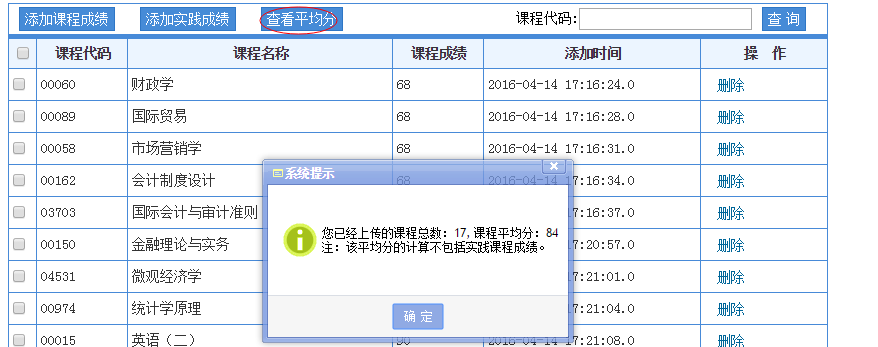 添加课程成绩 添加实践成绩 查看平均分 课程代码: 查 询
课程代码 课程名称 课程成绩 添加时间 操 作
00060 财政学 68 2016-04-14 17:16:24.0 删除
00089 国际贸易 68 2016-04-14 17:16:28.0 删除
00058 市场营销学 68 2016-04-14 17:16:31.0 删除
00162 会计制度设计 68 2016-04-14 17:16:34.0 删除
03703 国际会计与审计准则 17:16:37.0 删除
00150 金融理论与实务 17:20:57.0 删除
04531 微观经济学 17:21:01.0 删除
00974 统计学原理 17:21:04.0 删除
00015 英语（二） 90 2016-04-14 17:21:08.0 删除
系统提示
您已经上传的课程总数：17,课程平均分：84
注：该平均分的计算不包括实践课程成绩。
确 定